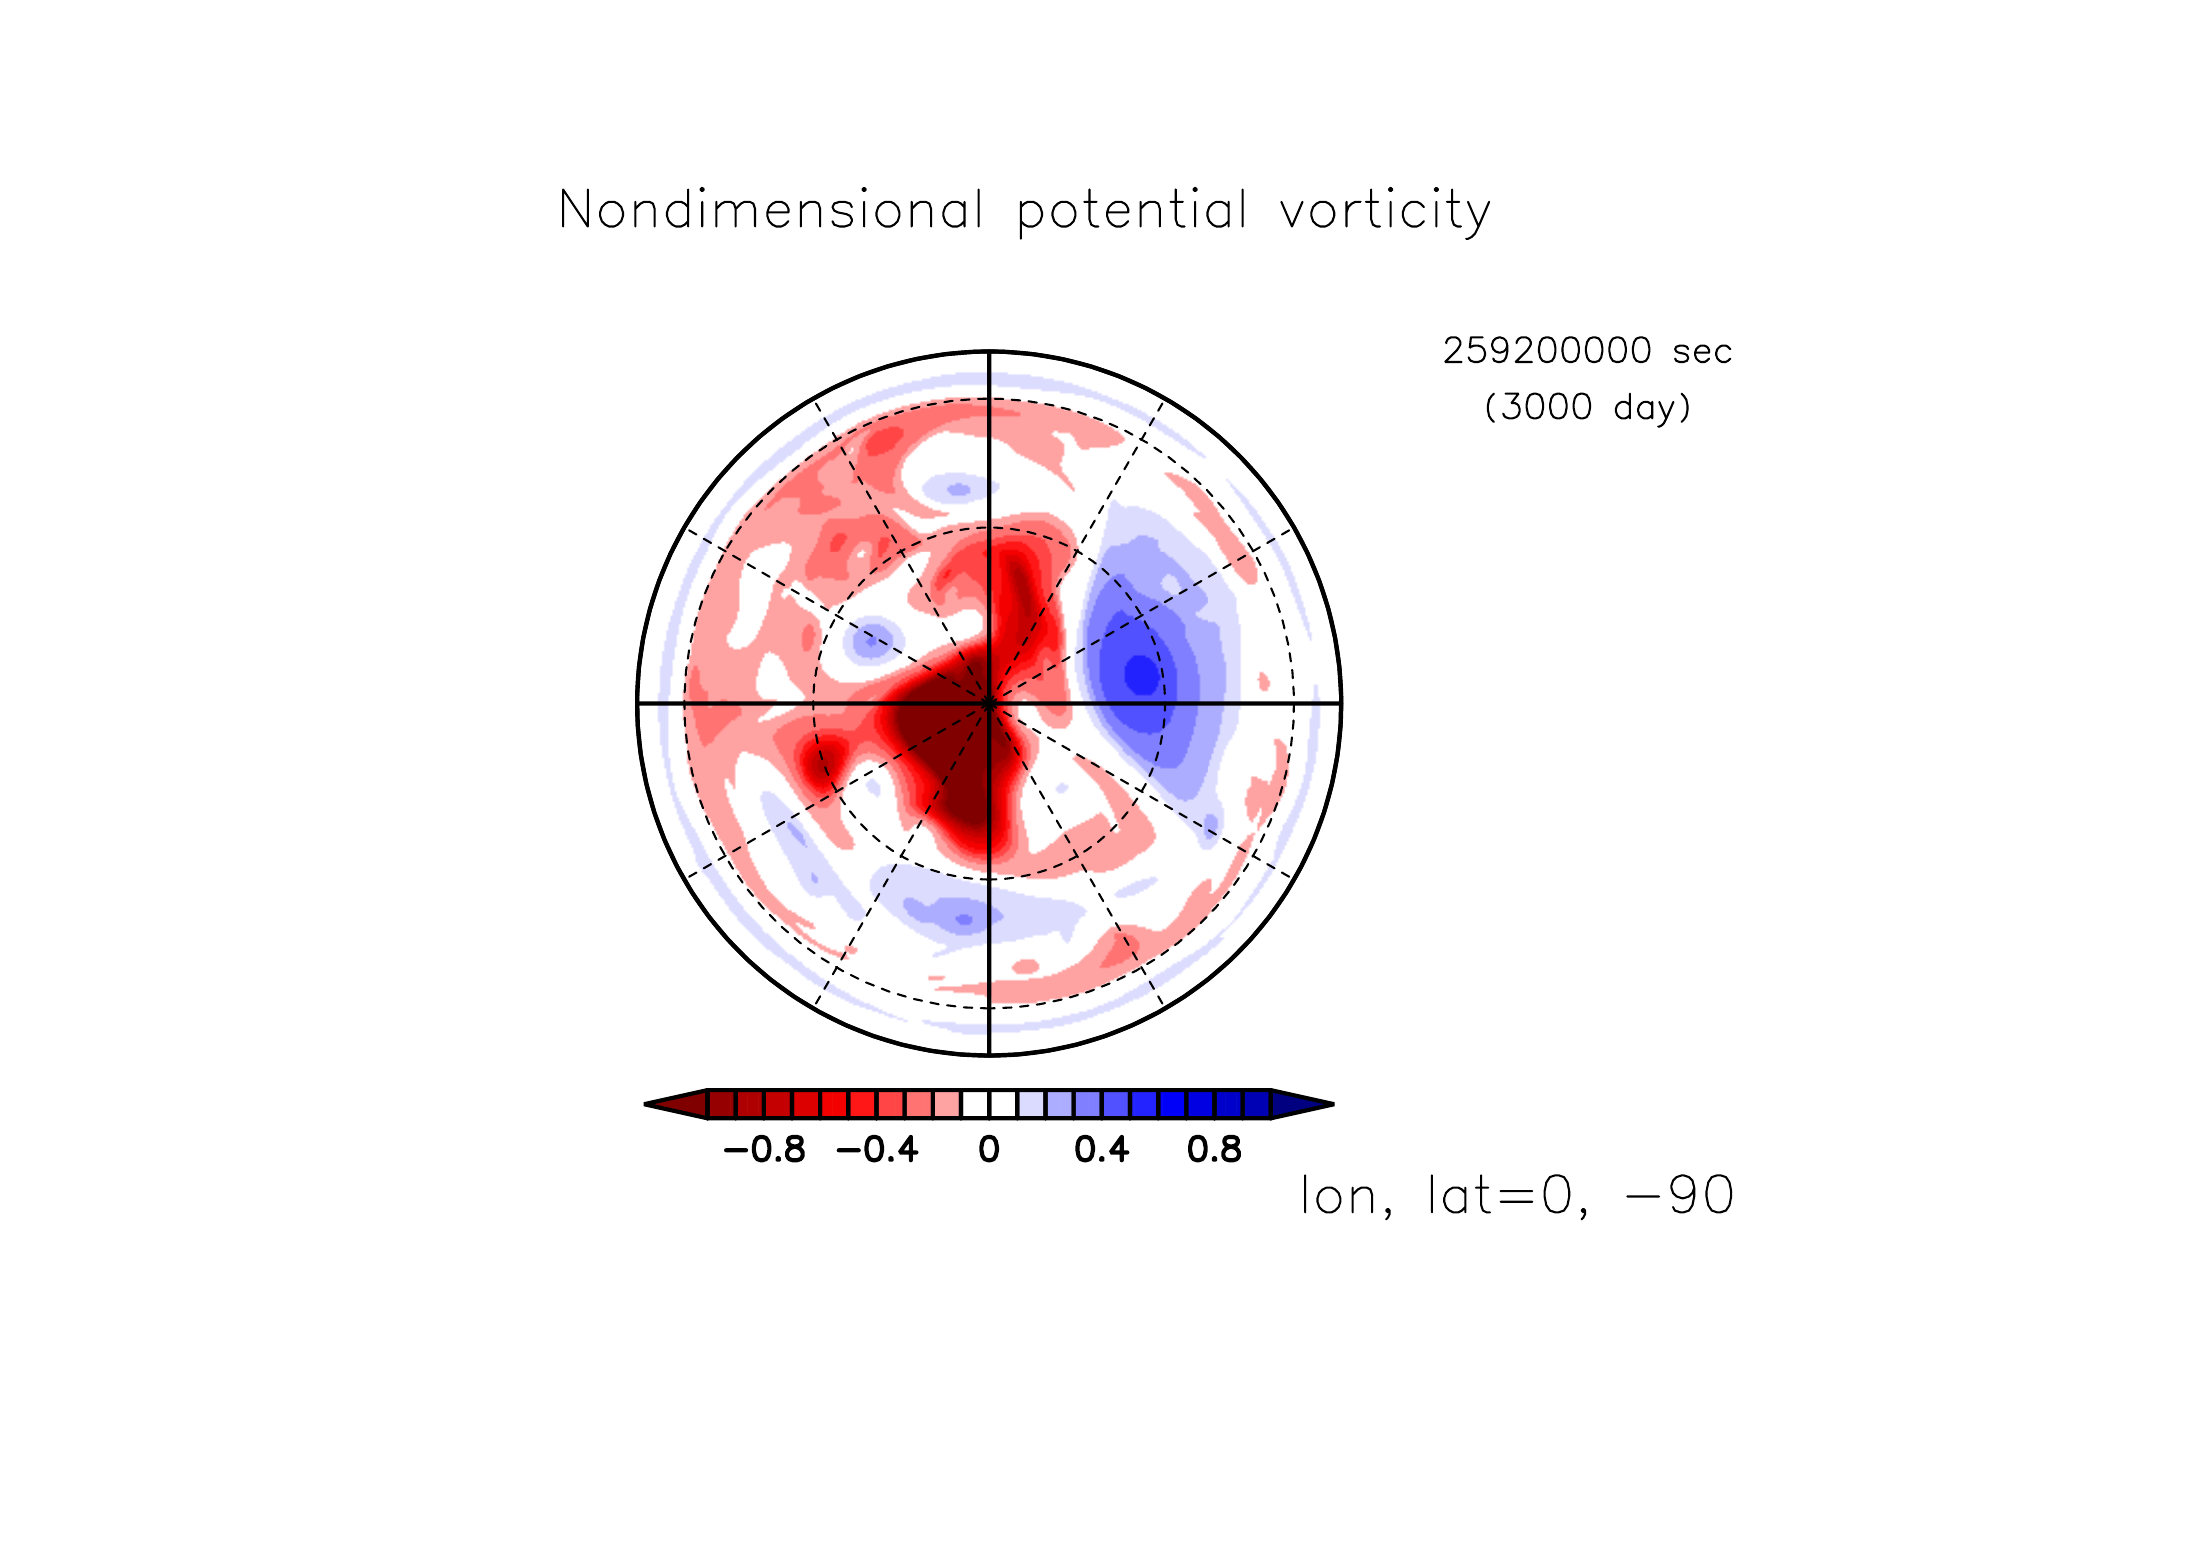 Nondimensional potential vorticity
259200000 sec
(3000 day)
−0.8 −0.4 0 0.4 0.8
lon, lat=0, −90